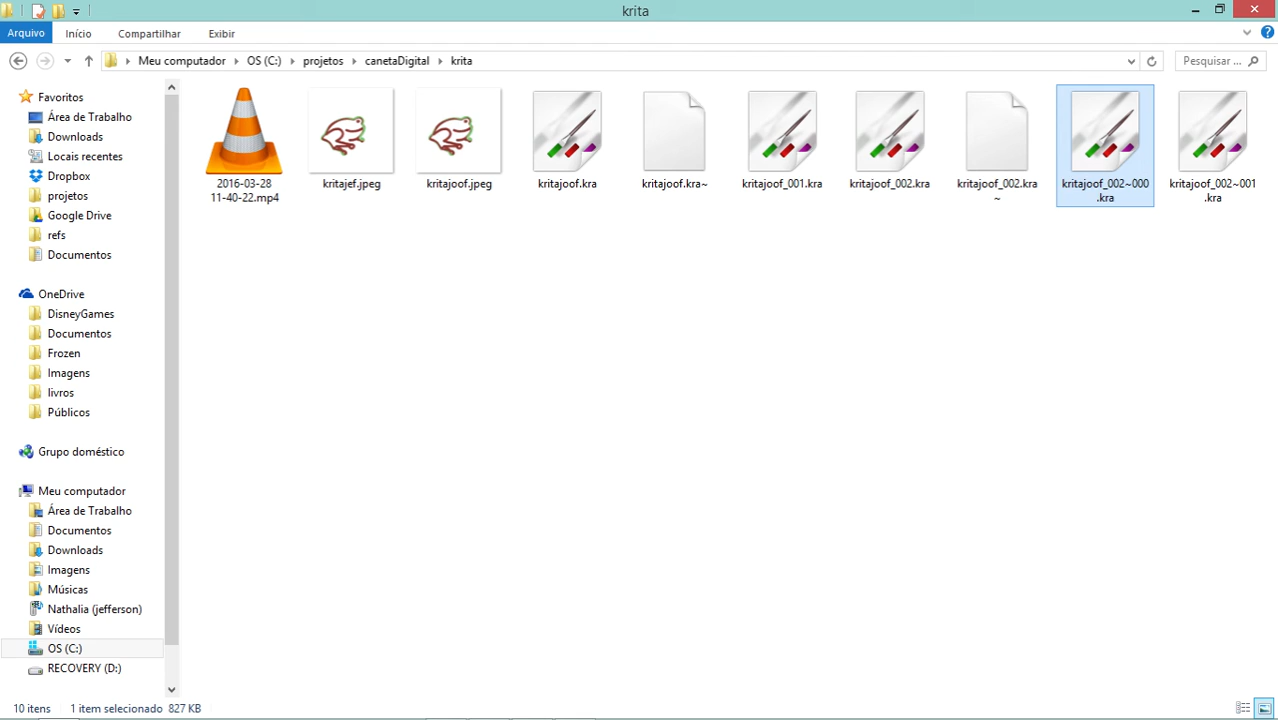 krita
Arquivo Início Compartilhar Exibir
Meu computador OS (C:) projetos canetaDigital krita
Pesquisar ...
Favoritos
Área de Trabalho
Downloads
Locais recentes
Dropbox
projetos
Google Drive
refs
Documentos
OneDrive
DisneyGames
Documentos
Frozen
Imagens
livros
Públicos
Grupo doméstico
Meu computador
Área de Trabalho
Documentos
Downloads
Imagens
Músicas
Nathalia (jefferson)
Vídeos
OS (C:)
RECOVERY (D:)
2016-03-28
11-40-22.mp4
kritajef.jpeg
kritajoof.jpeg
kritajoof.kra
kritajoof.kra~
kritajoof_001.kra
kritajoof_002.kra
kritajoof_002.kra
~
kritajoof_002~000
.kra
kritajoof_002~001
.kra
10 itens 1 item selecionado 827 KB